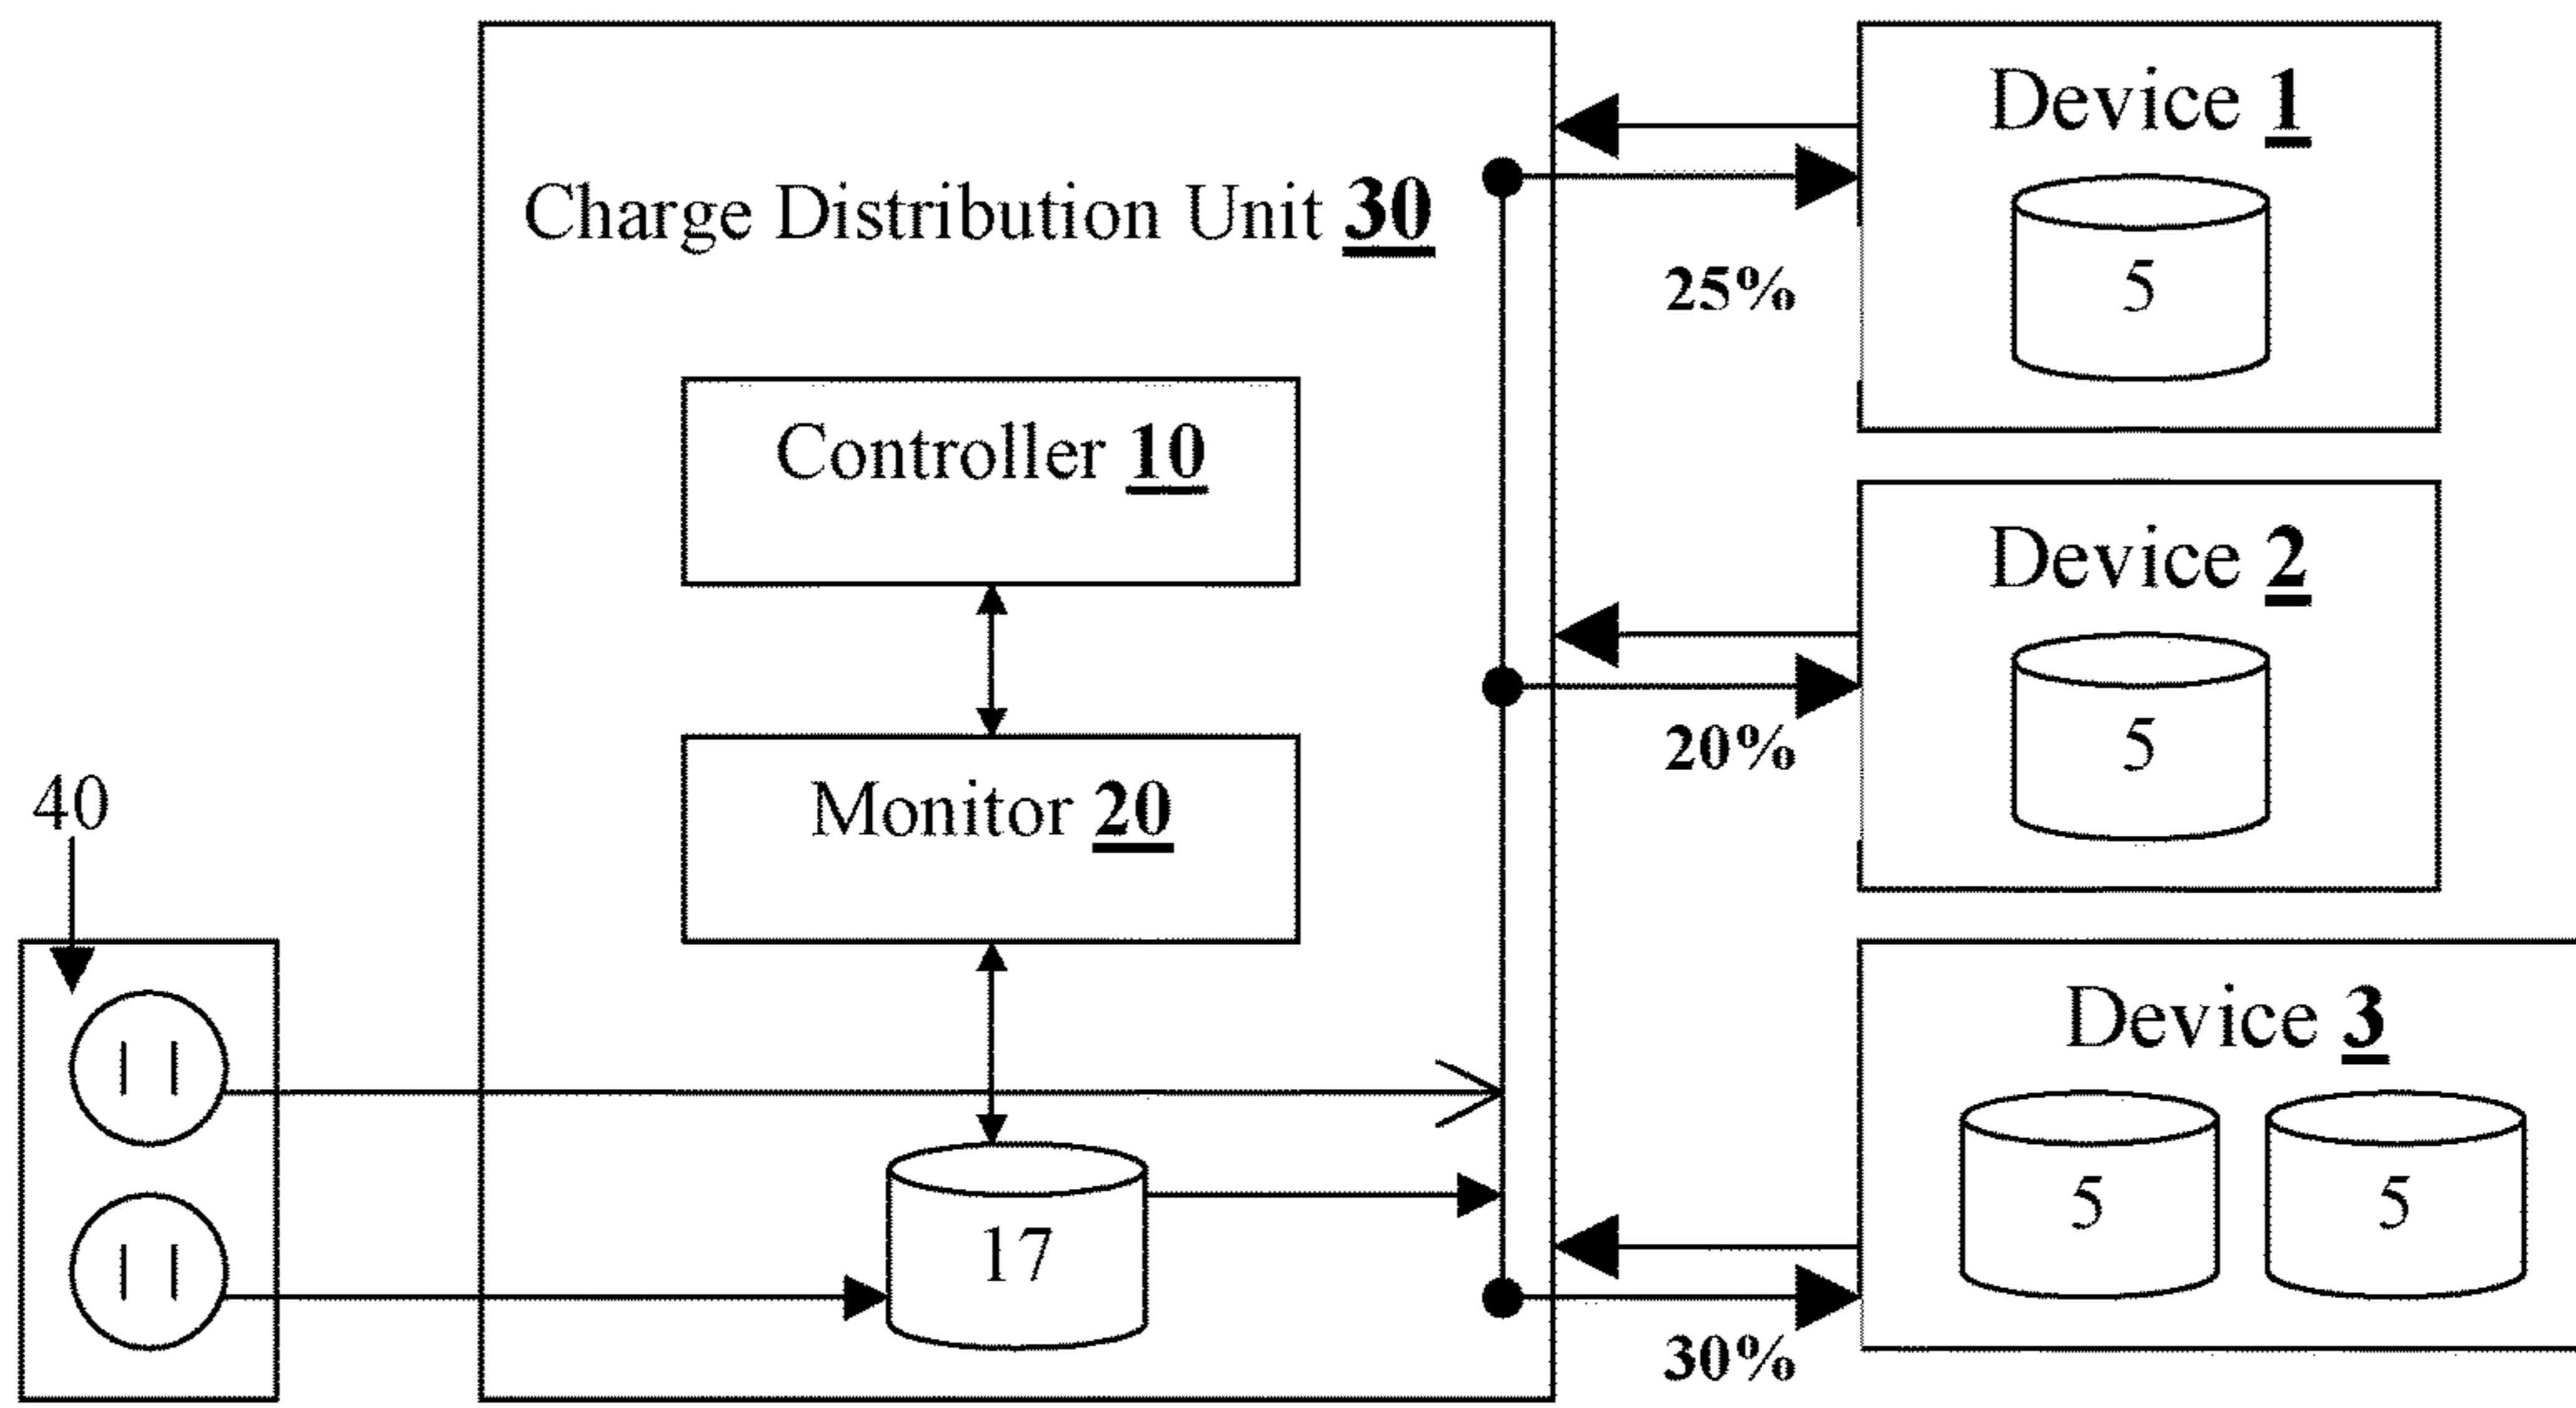 Charge Distribution Unit 30
Controller 10
Monitor 20
17
40
25%
20%
30%
Device 1
5
Device 2
5
Device 3
5 5